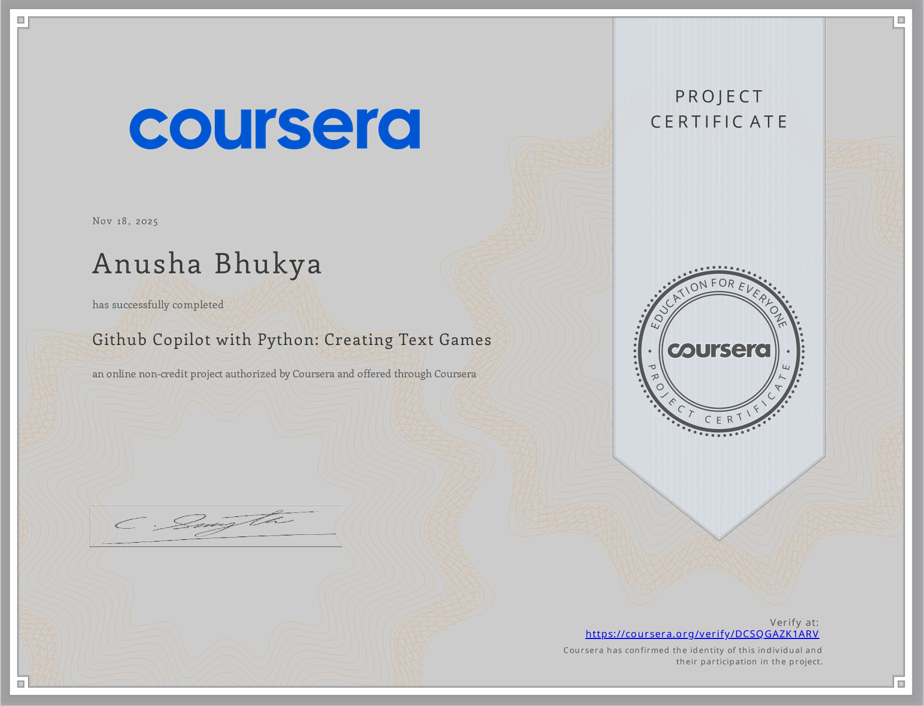 coursera
PROJECT
CERTIFICATE
Nov 18, 2025
Anusha Bhukya
has successfully completed
Github Copilot with Python: Creating Text Games
an online non-credit project authorized by Coursera and offered through Coursera
EDUCATION FOR EVERYONE
coursera
PROJECT CERTIFICATE
Verify at:
https://coursera.org/verify/DCSQGAZK1ARV
Coursera has confirmed the identity of this individual and
their participation in the project.